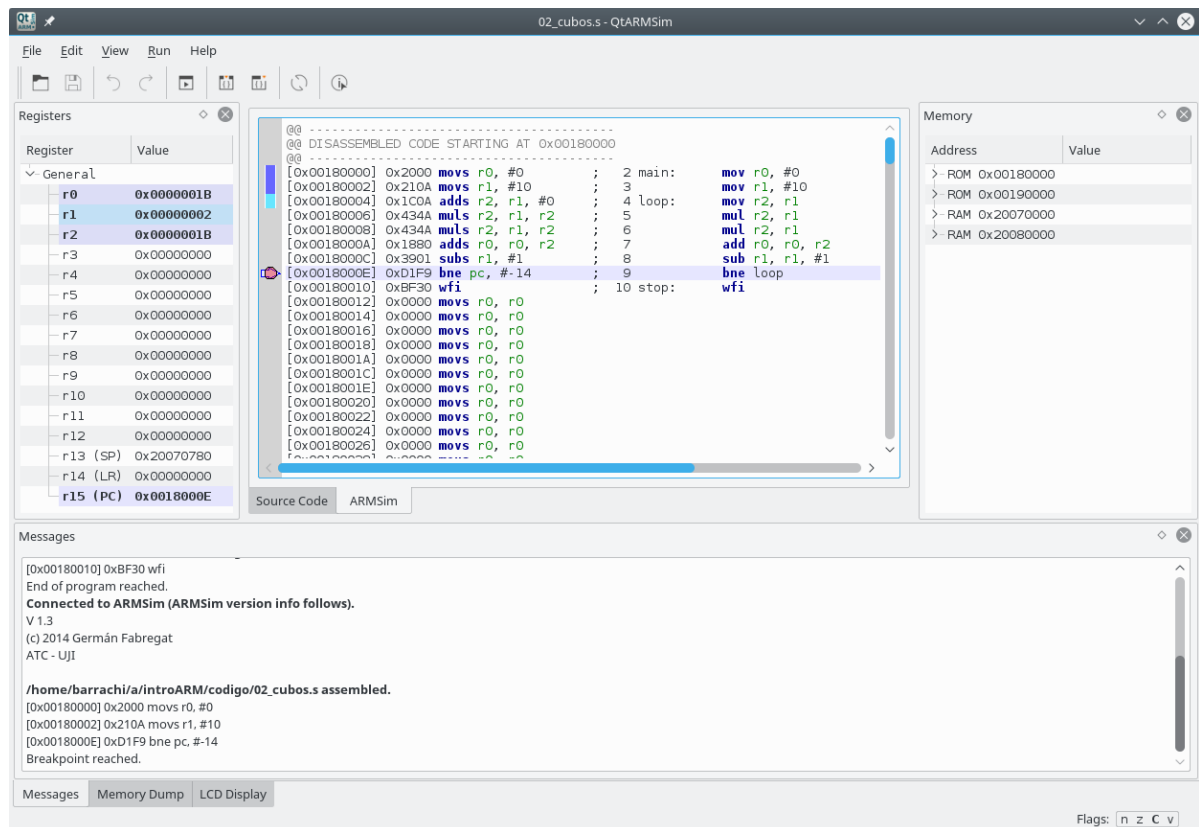 Qt
02_cubos.s - QtARMSim
File Edit View Run Help
Registers
Register Value
General
r0 0x0000001B
r1 0x00000002
r2 0x0000001B
r3 0x00000000
r4 0x00000000
r5 0x00000000
r6 0x00000000
r7 0x00000000
r8 0x00000000
r9 0x00000000
r10 0x00000000
r11 0x00000000
r12 0x00000000
r13 (SP) 0x20070780
r14 (LR) 0x00000000
r15 (PC) 0x0018000E
@@ ---------------------------------------
@@ DISASSEMBLED CODE STARTING AT 0x00180000
@@ ---------------------------------------
[0x00180000] 0x2000 movs r0, #0 ; 2 main: mov r0, #0
[0x00180002] 0x210A movs r1, #10 ; 3 mov r1, #10
[0x00180004] 0x1C0A adds r2, r1, #0 ; 4 loop: mov r2, r1
[0x00180006] 0x434A muls r2, r1, r2 ; 5 mul r2, r1
[0x00180008] 0x434A muls r2, r1, r2 ; 6 mul r2, r1
[0x0018000A] 0x1880 adds r0, r0, r2 ; 7 add r0, r0, r2
[0x0018000C] 0x3901 subs r1, #1 ; 8 sub r1, r1, #1
[0x0018000E] 0xD1F9 bne pc, #-14 ; 9 bne loop
[0x00180010] 0xBF30 wfi ; 10 stop: wfi
[0x00180012] 0x0000 movs r0, r0
[0x00180014] 0x0000 movs r0, r0
[0x00180016] 0x0000 movs r0, r0
[0x00180018] 0x0000 movs r0, r0
[0x0018001A] 0x0000 movs r0, r0
[0x0018001C] 0x0000 movs r0, r0
[0x0018001E] 0x0000 movs r0, r0
[0x00180020] 0x0000 movs r0, r0
[0x00180022] 0x0000 movs r0, r0
[0x00180024] 0x0000 movs r0, r0
[0x00180026] 0x0000 movs r0, r0
Source Code ARMSim
Memory
Address Value
ROM 0x00180000
ROM 0x00190000
RAM 0x20070000
RAM 0x20080000
Messages
[0x00180010] 0xBF30 wfi
End of program reached.
Connected to ARMSim (ARMSim version info follows).
V 1.3
(c) 2014 Germán Fabregat
ATC - UJI
/home/barrachi/a/introARM/codigo/02_cubos.s assembled.
[0x00180000] 0x2000 movs r0, #0
[0x00180002] 0x210A movs r1, #10
[0x0018000E] 0xD1F9 bne pc, #-14
Breakpoint reached.
Messages Memory Dump LCD Display
Flags: n z C v